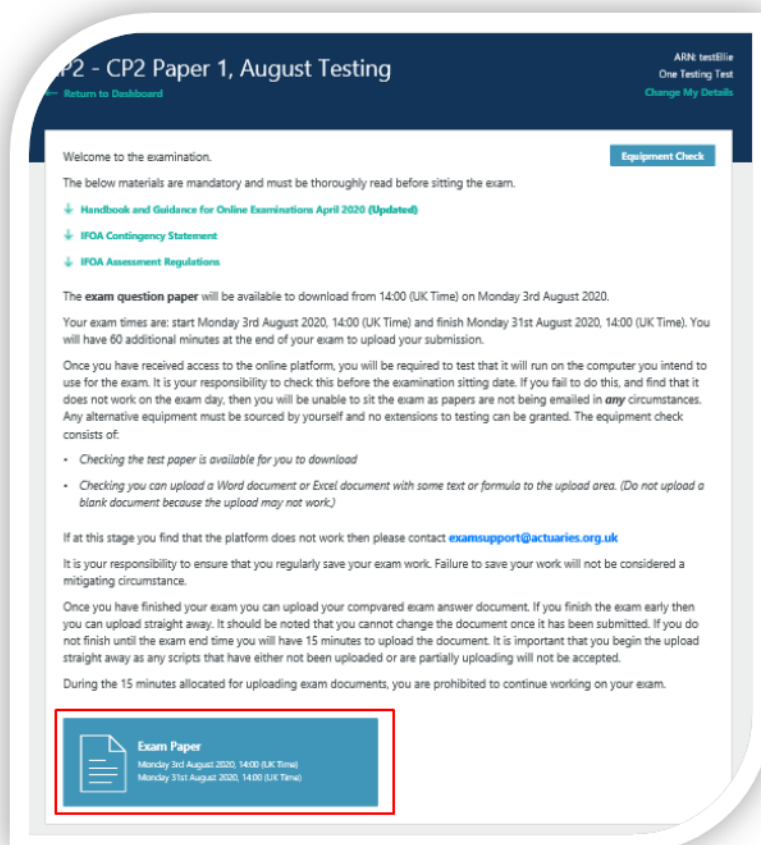 P2 - CP2 Paper 1, August Testing
ARN: testEllie
One Testing Test
← Return to Dashboard
Change My Details
Welcome to the examination.
Equipment Check
The below materials are mandatory and must be thoroughly read before sitting the exam.
Handbook and Guidance for Online Examinations April 2020 (Updated)
IFOA Contingency Statement
IFOA Assessment Regulations
The exam question paper will be available to download from 14:00 (UK Time) on Monday 3rd August 2020.
Your exam times are: start Monday 3rd August 2020, 14:00 (UK Time) and finish Monday 31st August 2020, 14:00 (UK Time). You
will have 60 additional minutes at the end of your exam to upload your submission.
Once you have received access to the online platform, you will be required to test that it will run on the computer you intend to
use for the exam. It is your responsibility to check this before the examination sitting date. If you fail to do this, and find that it
does not work on the exam day, then you will be unable to sit the exam as papers are not being emailed in any circumstances.
Any alternative equipment must be sourced by yourself and no extensions to testing can be granted. The equipment check
consists of:
• Checking the test paper is available for you to download
• Checking you can upload a Word document or Excel document with some text or formula to the upload area. (Do not upload a
blank document because the upload may not work.)
If at this stage you find that the platform does not work then please contact examsupport@actuaries.org.uk
It is your responsibility to ensure that you regularly save your exam work. Failure to save your work will not be considered a
mitigating circumstance.
Once you have finished your exam you can upload your compvared exam answer document. If you finish the exam early then
you can upload straight away. It should be noted that you cannot change the document once it has been submitted. If you do
not finish until the exam end time you will have 15 minutes to upload the document. It is important that you begin the upload
straight away as any scripts that have either not been uploaded or are partially uploading will not be accepted.
During the 15 minutes allocated for uploading exam documents, you are prohibited to continue working on your exam.
Exam Paper
Monday 3rd August 2020, 14:00 (UK Time)
Monday 31st August 2020, 14:00 (UK Time)